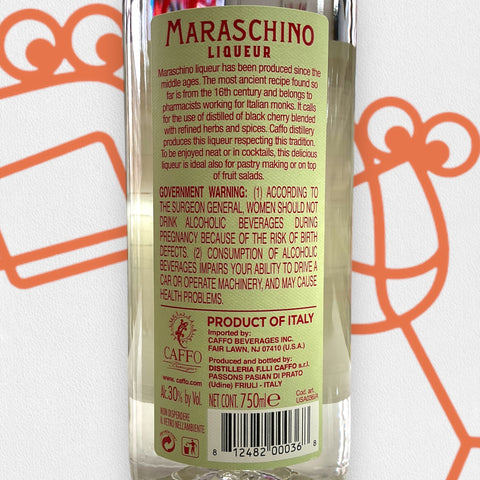 MARASCHINO
LIQUEUR
Maraschino liqueur has been produced since the
middle ages. The most ancient recipe found so
far is from the 16th century and belongs to
pharmacists working for Italian monks. It calls
for the use of distilled of black cherry blended
with refined herbs and spices. Caffo distillery
produces this liqueur respecting this tradition.
To be enjoyed neat or in cocktails, this delicious
liqueur is ideal also for pastry making or on top
of fruit salads.
GOVERNMENT WARNING: (1) ACCORDING TO
THE SURGEON GENERAL, WOMEN SHOULD NOT
DRINK ALCOHOLIC BEVERAGES DURING
PREGNANCY BECAUSE OF THE RISK OF BIRTH
DEFECTS. (2) CONSUMPTION OF ALCOHOLIC
BEVERAGES IMPAIRS YOUR ABILITY TO DRIVE A
CAR OR OPERATE MACHINERY, AND MAY CAUSE
HEALTH PROBLEMS.
CAFFO
www.caffo.com
Alc.30% by Vol.
NON DISPERDERE
IL VETRO NELL'AMBIENTE
PRODUCT OF ITALY
Imported by:
CAFFO BEVERAGES INC.
FAIR LAWN, NJ 07410 (U.S.A.)
Produced and bottled by:
DISTILLERIA F.LLI CAFFO s.r.l.
PASSONS PASIAN DI PRATO
(Udine) FRIULI - ITALY
NET CONT. 750ml e
Cod. art.
8 12482 00036 8